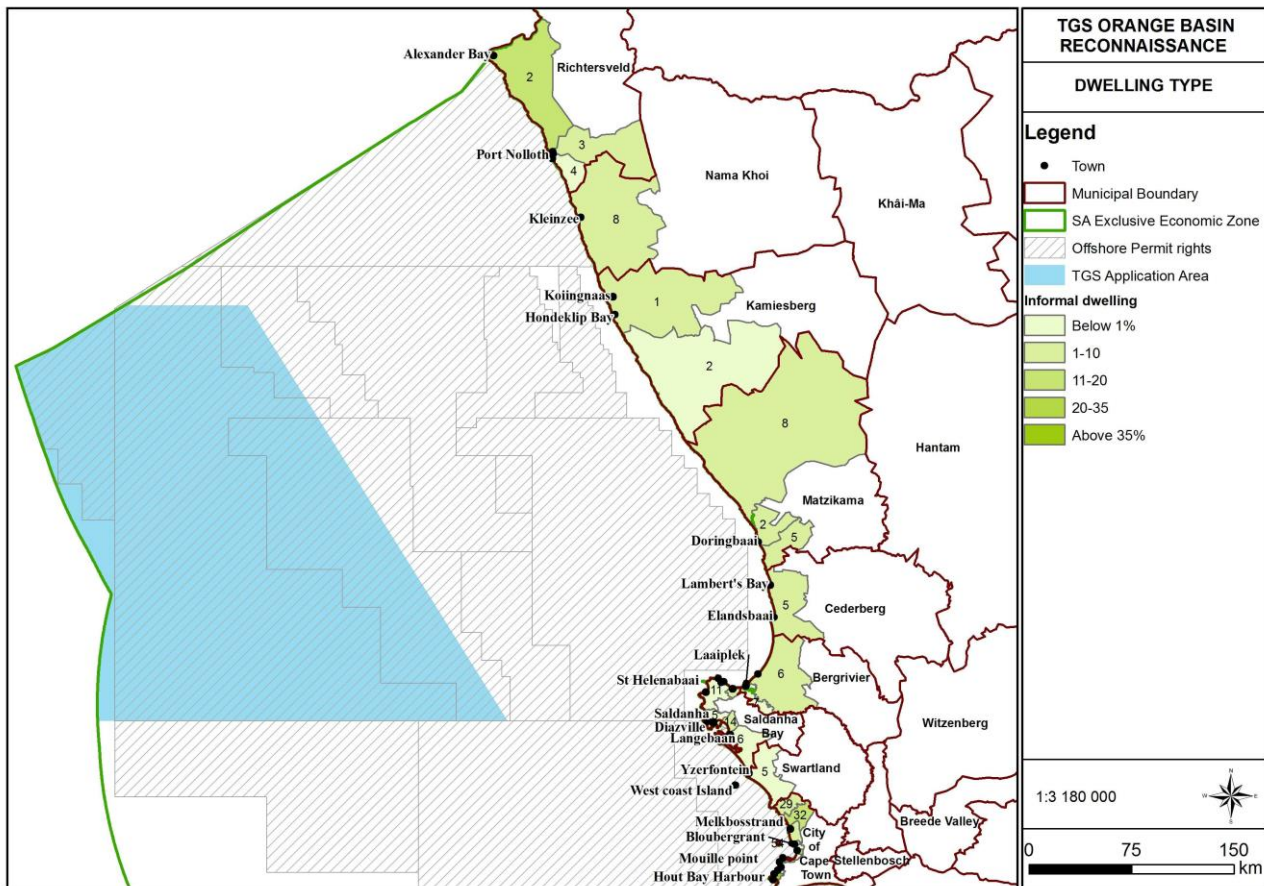 TGS ORANGE BASIN
RECONNAISSANCE
DWELLING TYPE
Legend
Town
Municipal Boundary
SA Exclusive Economic Zone
Offshore Permit rights
TGS Application Area
Informal dwelling
Below 1%
1-10
11-20
20-35
Above 35%
1:3 180 000
N
W
E
S
0
75
150
km
Alexander Bay
Richtersveld
2
3
Port Nolloth
4
Nama Khoi
Khâi-Ma
Kleinzee
8
Koiingnaas
1
Kamiesberg
Hondeklip Bay
2
8
Hantam
Matzikama
2
5
Doringbaai
Lambert's Bay
5
Cederberg
Elandsbaai
Laaiplek
6
Bergrivier
St Helenabaai
11
7
Witzenberg
Saldanha
5
14
Saldanha
Bay
Diazville
Langebaan
6
Yzerfontein
5
Swartland
West coast Island
29
32
Melkbosstrand
Bloubergrant
City
of
Cape
Town
Breede Valley
Stellenbosch
Mouille point
Hout Bay Harbour